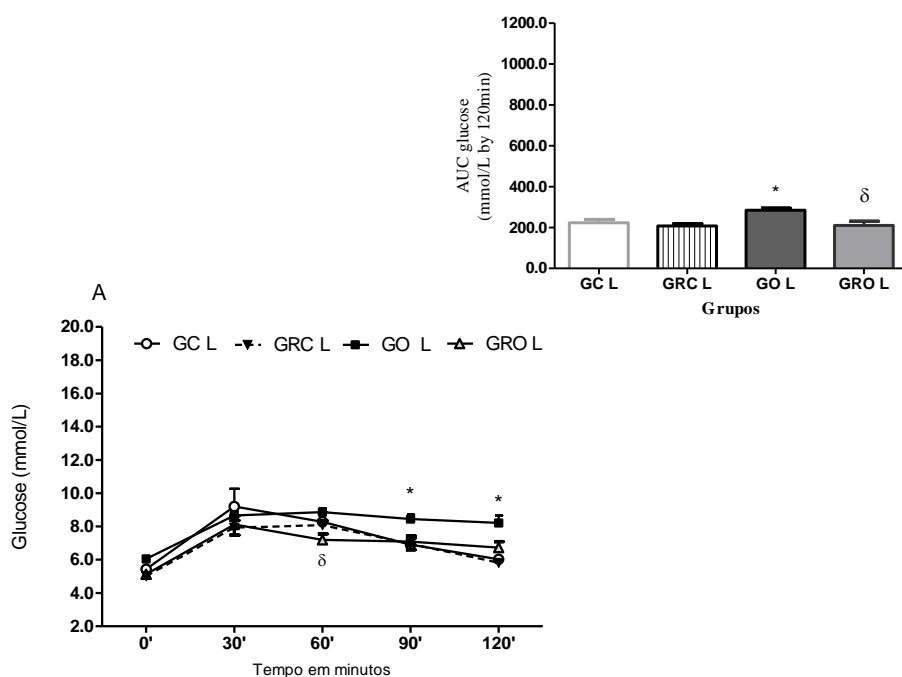 1200.0
1000.0
800.0
600.0
400.0
200.0
0.0
AUC glucose
(mmol/L by 120min)
*
δ
GC L GRC L GO L GRO L
Grupos
A
20.0
18.0
16.0
14.0
12.0
10.0
8.0
6.0
4.0
2.0
GC L GRC L GO L GRO L
Glucose (mmol/L)
* *
δ
0' 30' 60' 90' 120'
Tempo em minutos